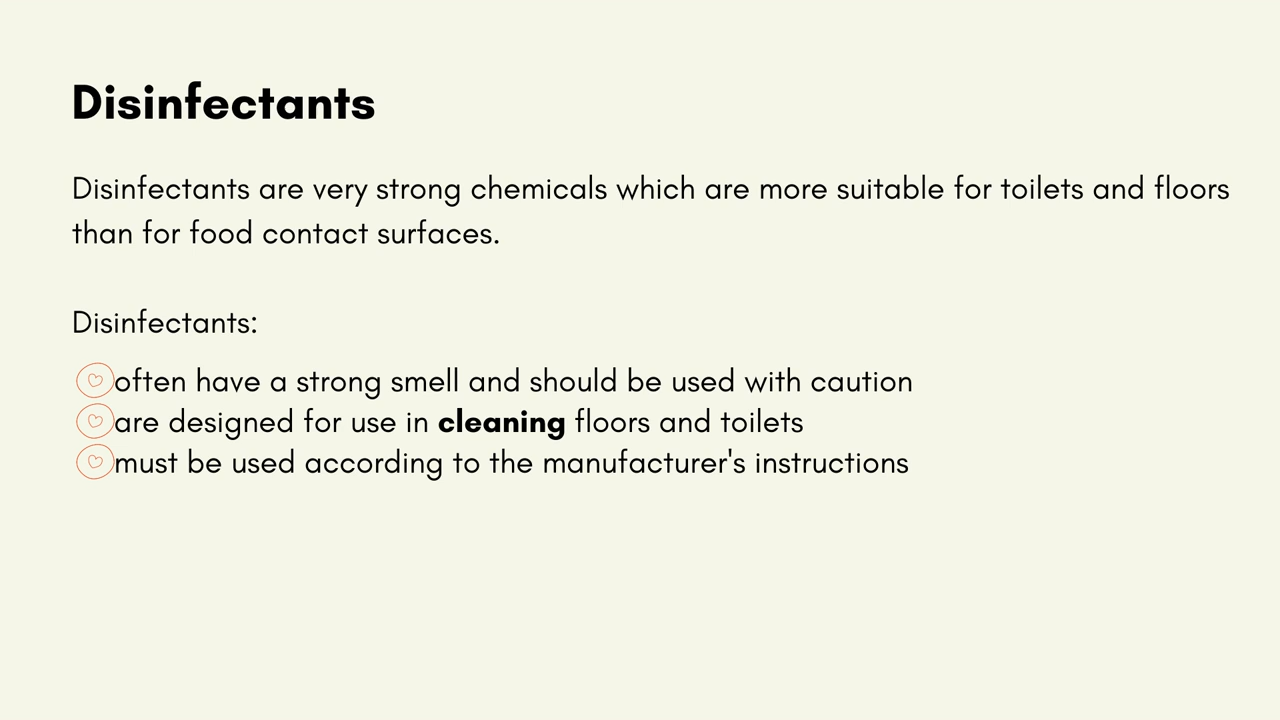 Disinfectants
Disinfectants are very strong chemicals which are more suitable for toilets and floors
than for food contact surfaces.
Disinfectants:
often have a strong smell and should be used with caution
are designed for use in cleaning floors and toilets
must be used according to the manufacturer's instructions